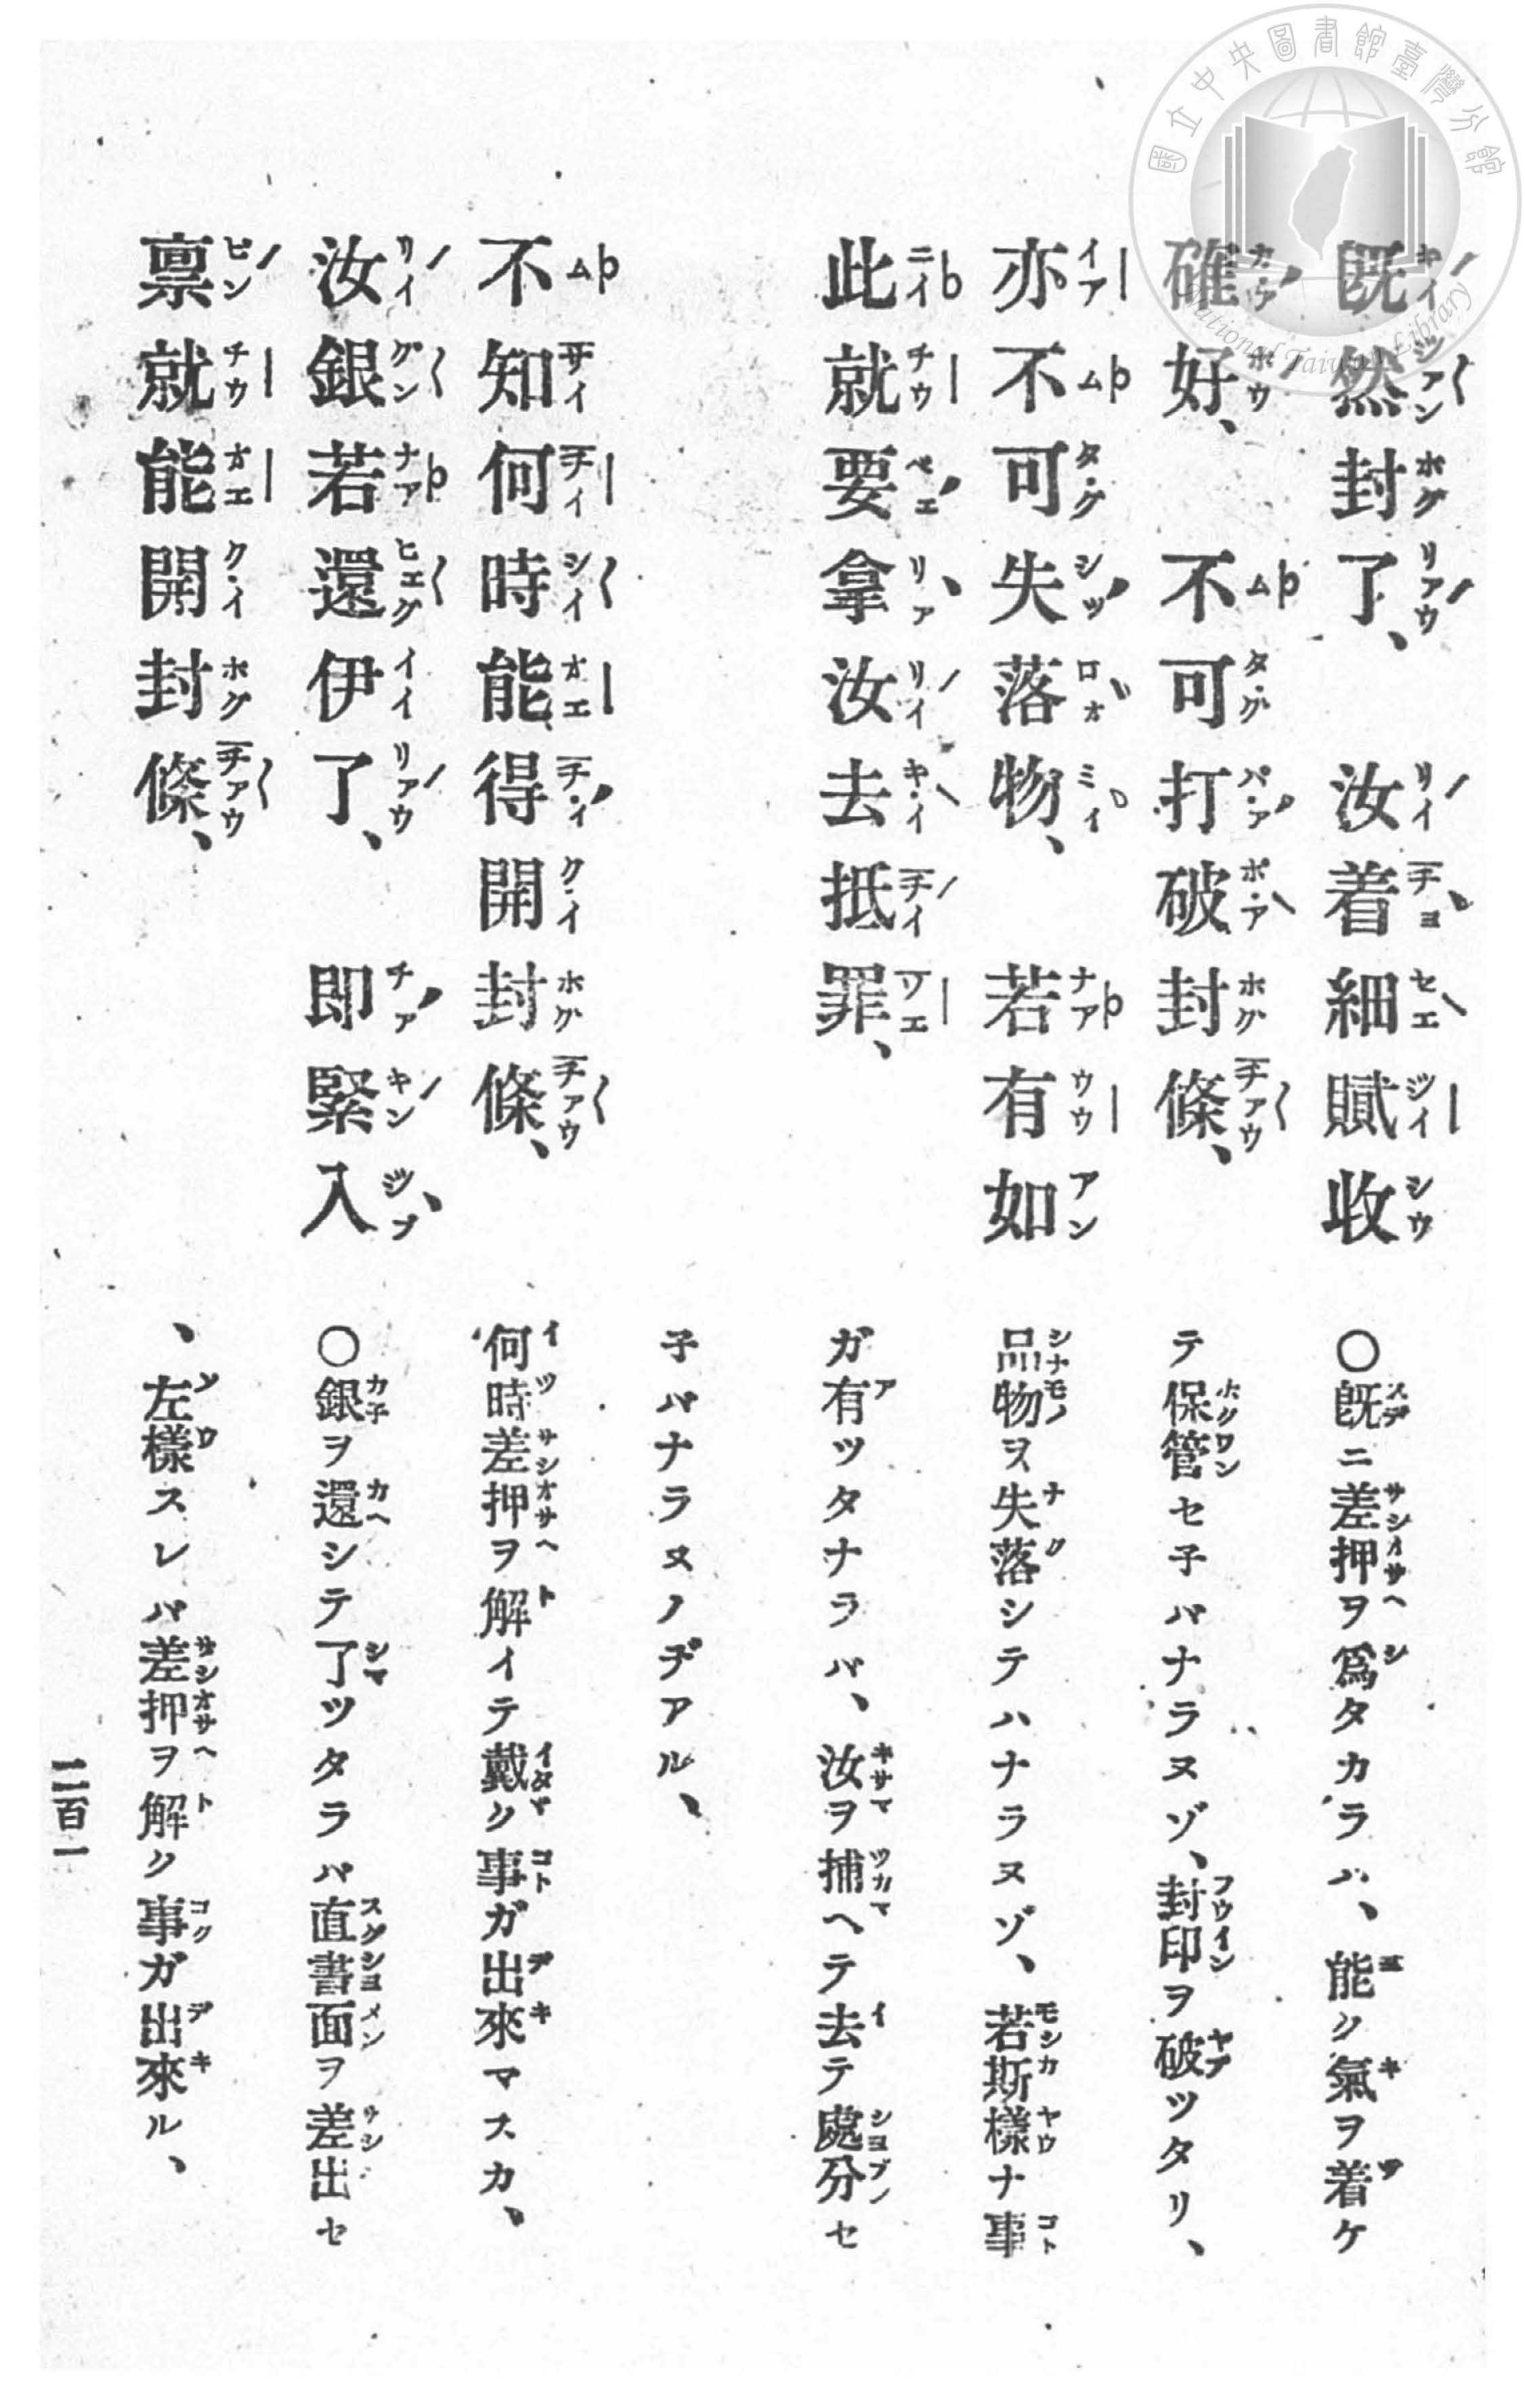 國立中央圖書館臺灣分館
National Taiwan Library
既然封了、汝着細膩收
確好、不可打破封條、
亦不可失落物、若有如
此就要拿汝去抵罪、
不知何時能得開封條、
汝銀若還伊了、即緊入
禀就能開封條、
〇既ニ差押ヲ爲タカラハ、能ク氣ヲ着ケ
テ保管セ子バナラヌゾ、封印ヲ破ツタリ、
品物ヲ失落シテハナラヌゾ、若斯樣ナ事
ガ有ツタナラバ、汝ヲ捕ヘテ去テ處分セ
子バナラヌノヂアル、
何時差押ヲ解イテ戴ク事ガ出來マスカ、
〇銀ヲ還シテ了ツタラバ直書面ヲ差出セ
、左樣スレバ差押ヲ解ク事ガ出來ル、
二百一